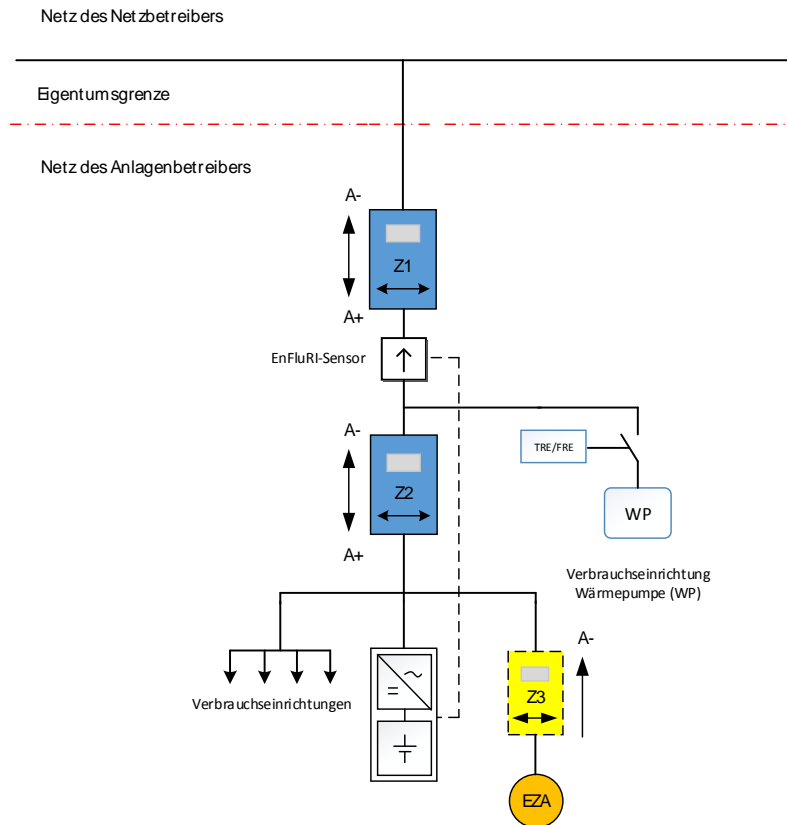 Netz des Netzbetreibers
Eigentumsgrenze
Netz des Anlagenbetreibers
A-
Z1
A+
EnFluRI-Sensor
A-
TRE/FRE
Z2
WP
A+
Verbrauchseinrichtung
Wärmepumpe (WP)
A-
Z3
Verbrauchseinrichtungen
EZA